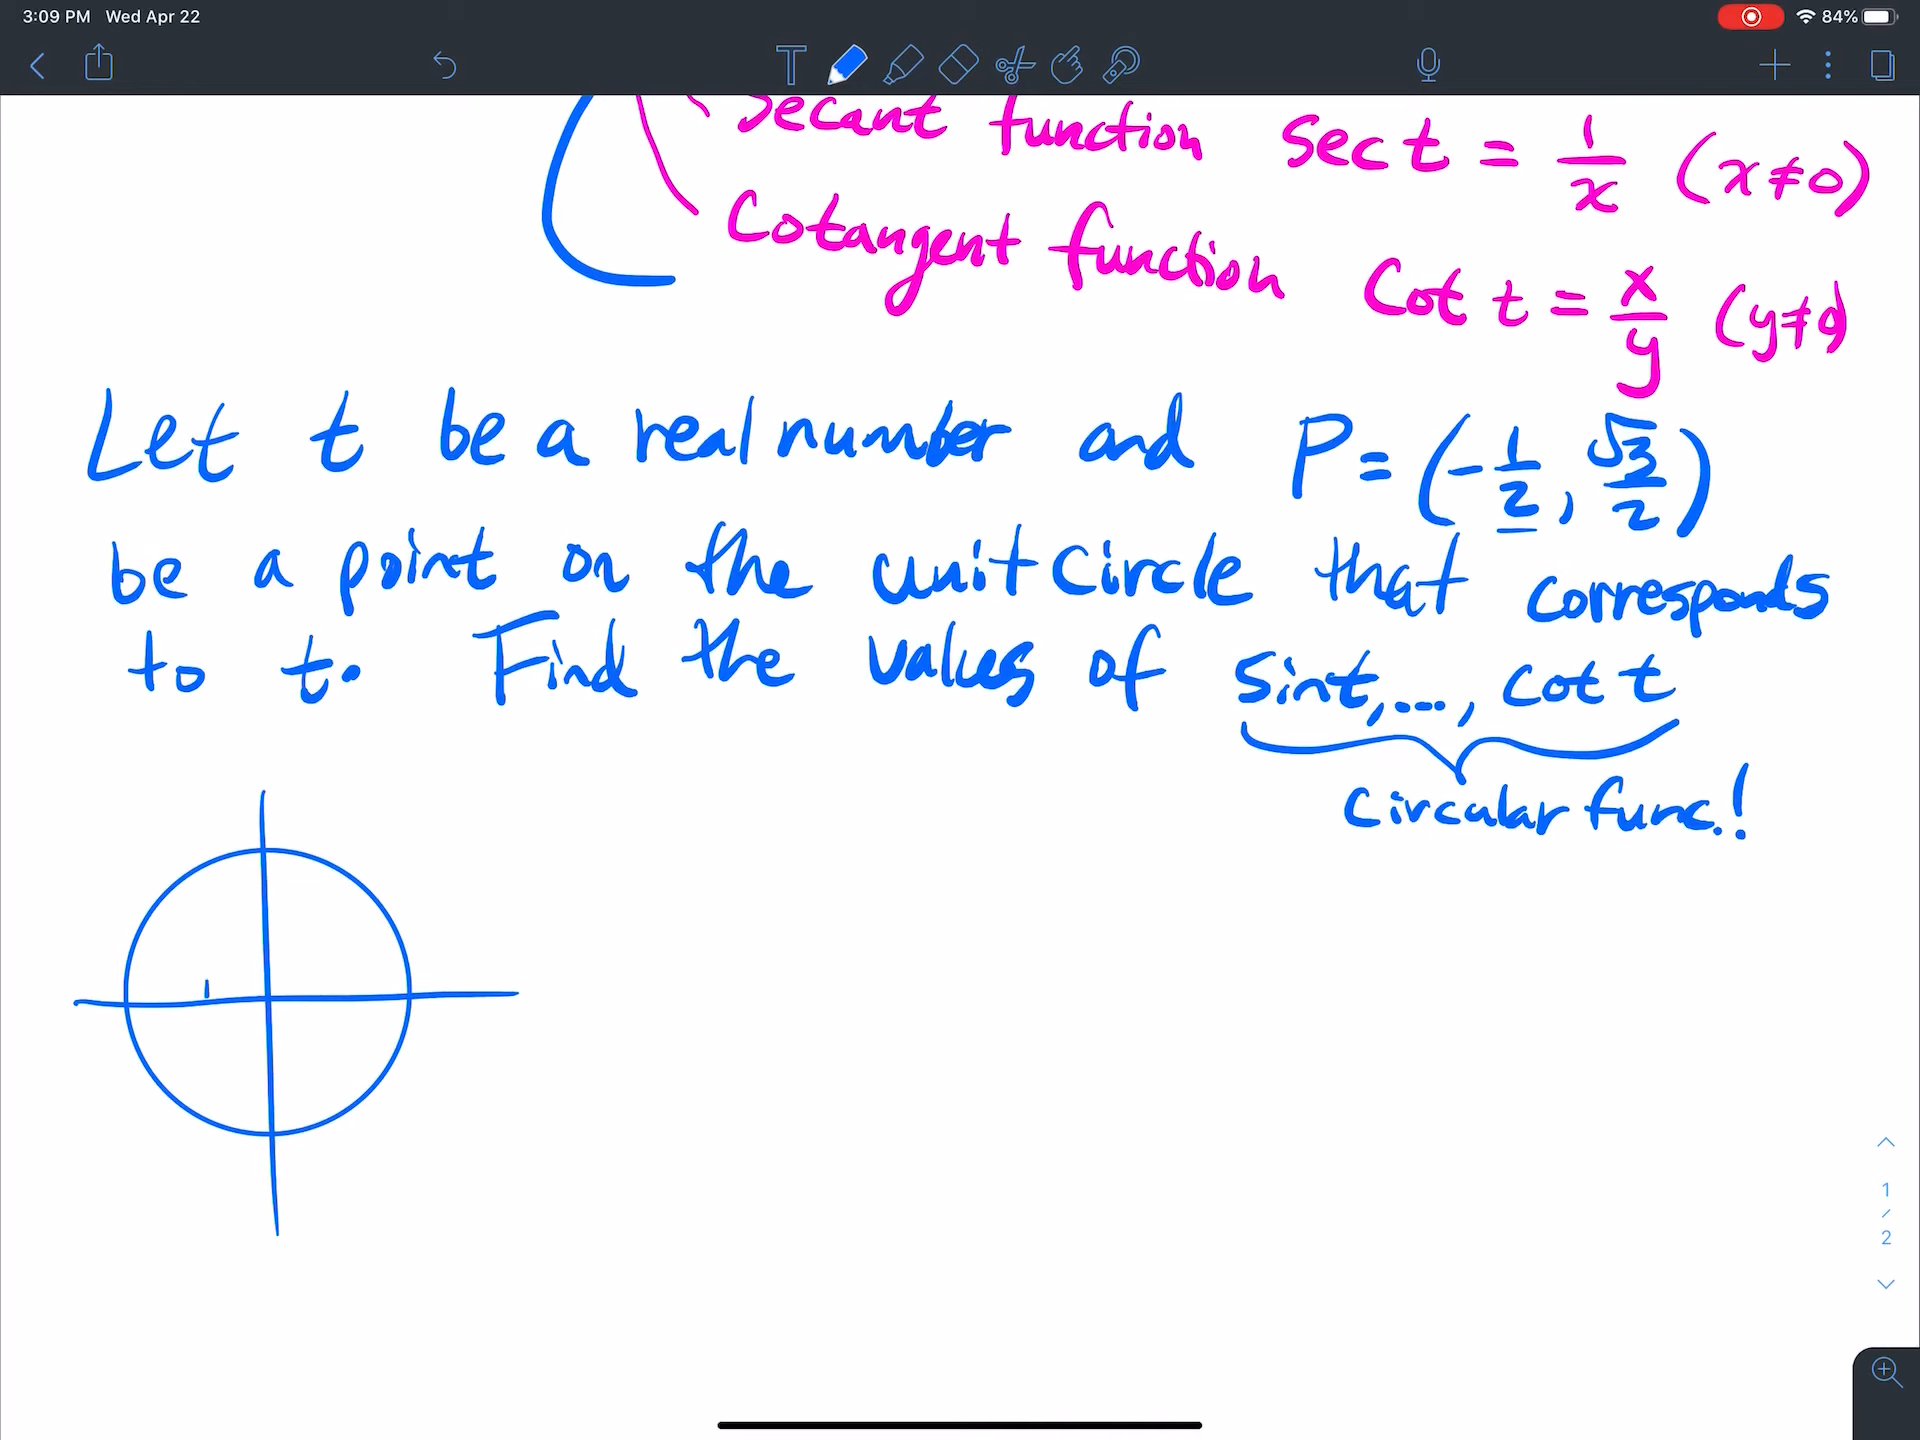 3:09 PM Wed Apr 22
84%
Secant function sec t = 1/x (x≠0)
Cotangent function Cot t = x/y (y≠0)
Let t be a real number and P = (-1/2, √3/2)
be a point on the unit circle that corresponds
to t. Find the values of sint, ..., cot t
Circular func.!
1
/
2